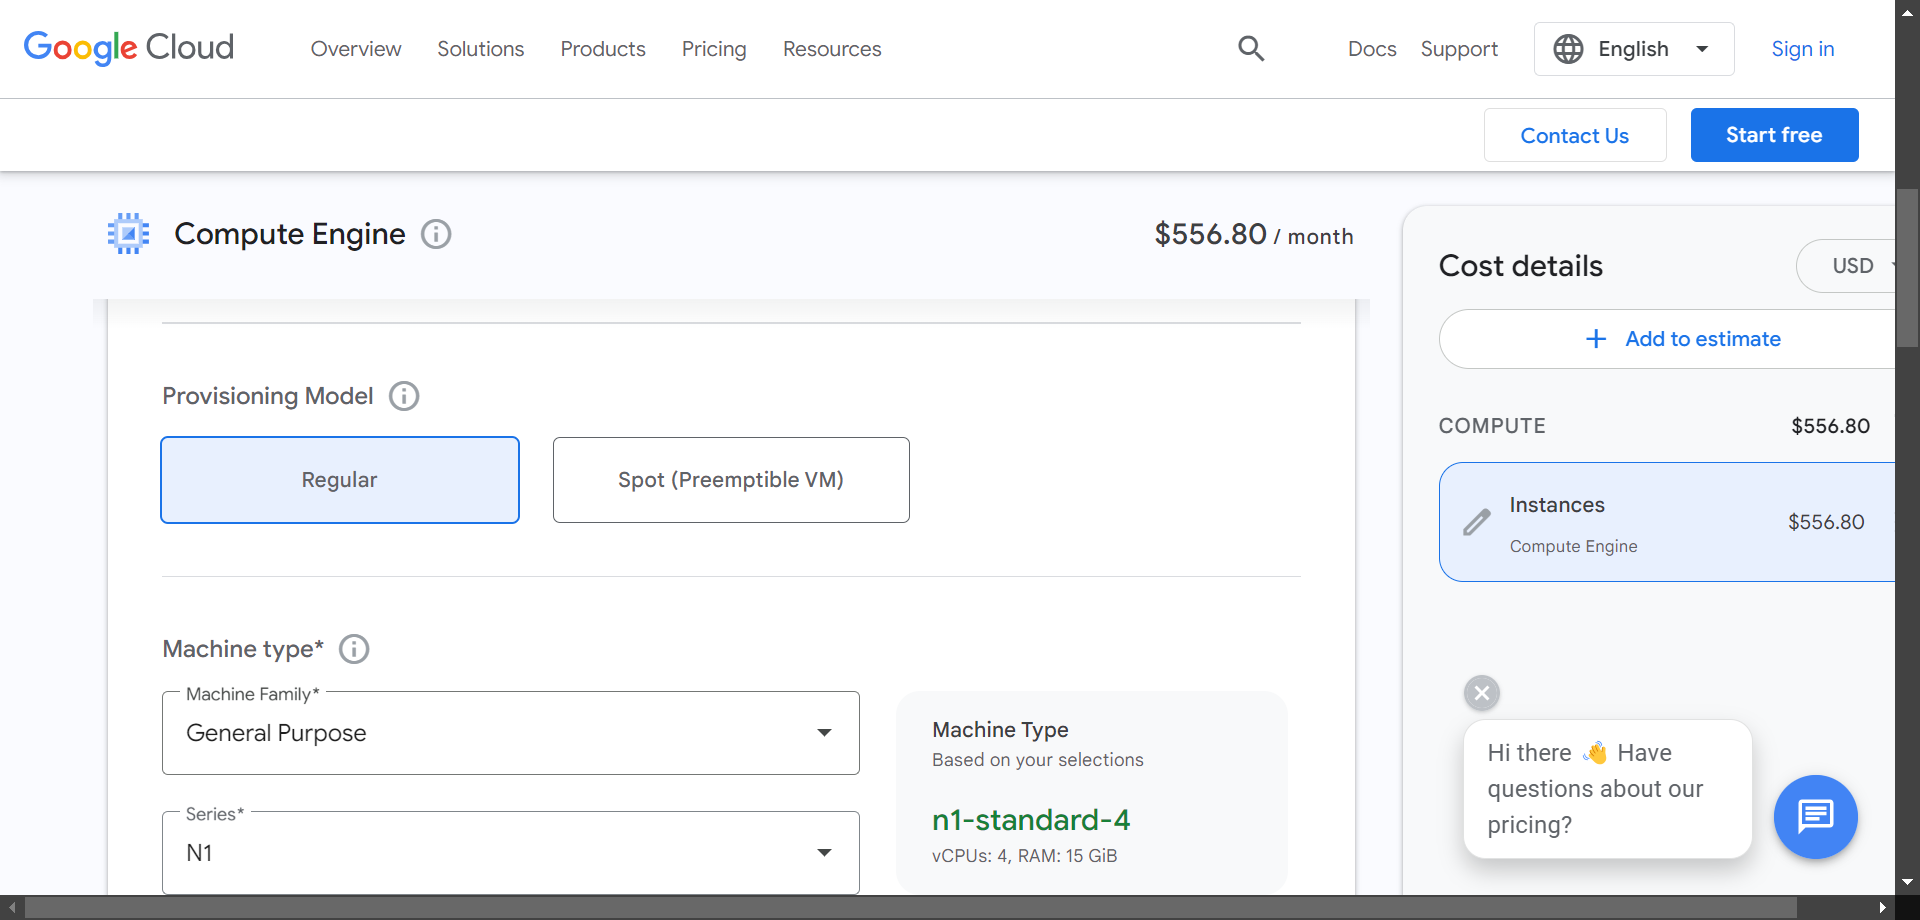 Google Cloud
Overview
Solutions
Products
Pricing
Resources
Docs
Support
English
Sign in
Contact Us
Start free
Compute Engine
$556.80 / month
Provisioning Model
Regular
Spot (Preemptible VM)
Machine type*
Machine Family*
General Purpose
Series*
N1
Machine Type
Based on your selections
n1-standard-4
vCPUs: 4, RAM: 15 GiB
Cost details
USD
Add to estimate
COMPUTE
$556.80
Instances
Compute Engine
$556.80
Hi there 👋 Have
questions about our
pricing?